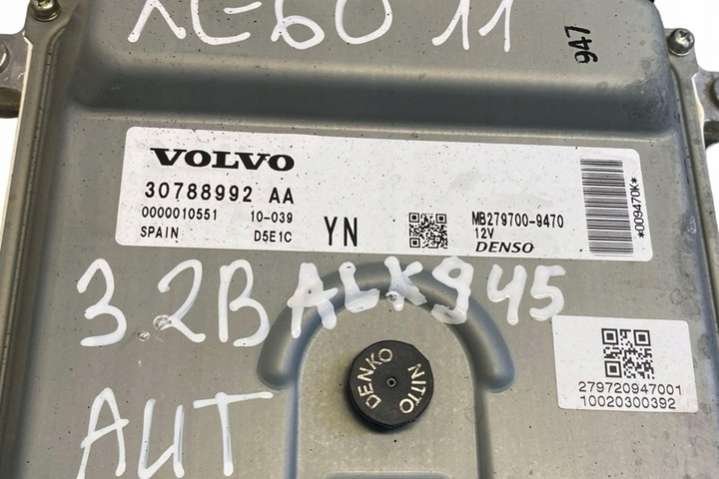 XC60 11
947
VOLVO
30788992 AA
0000010551 10-039
SPAIN D5E1C
YN
MB279700-9470
12V
DENSO
*009470K*
3.2B ALK945
AUT
DENKO
NITTO
279720947001
10020300392